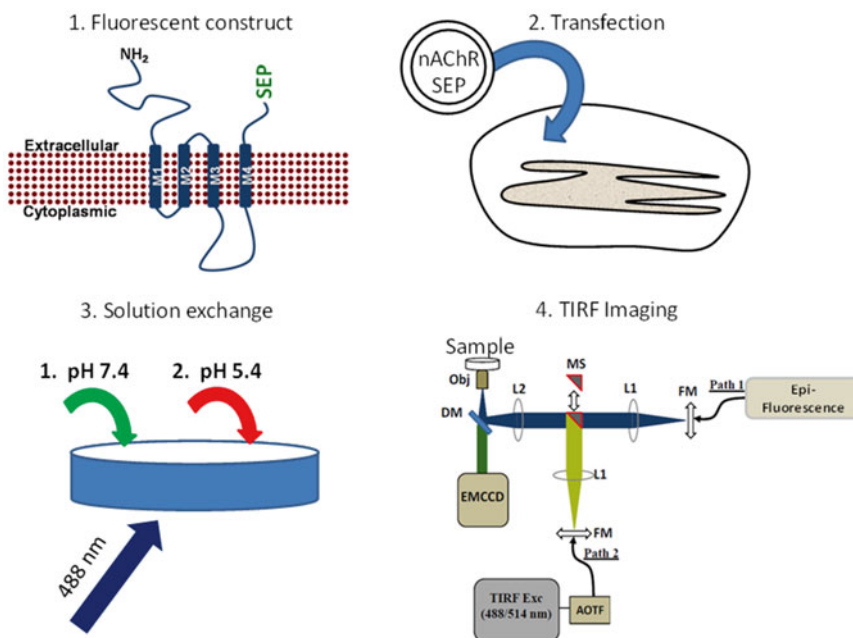 1. Fluorescent construct
NH₂
SEP
Extracellular
M1
M2
M3
M4
Cytoplasmic
2. Transfection
nAChR
SEP
3. Solution exchange
1. pH 7.4
2. pH 5.4
488 nm
4. TIRF Imaging
Sample
Obj
DM
L2
MS
L1
FM
Path 1
Epi-
Fluorescence
EMCCD
L1
FM
Path 2
TIRF Exc
(488/514 nm)
AOTF